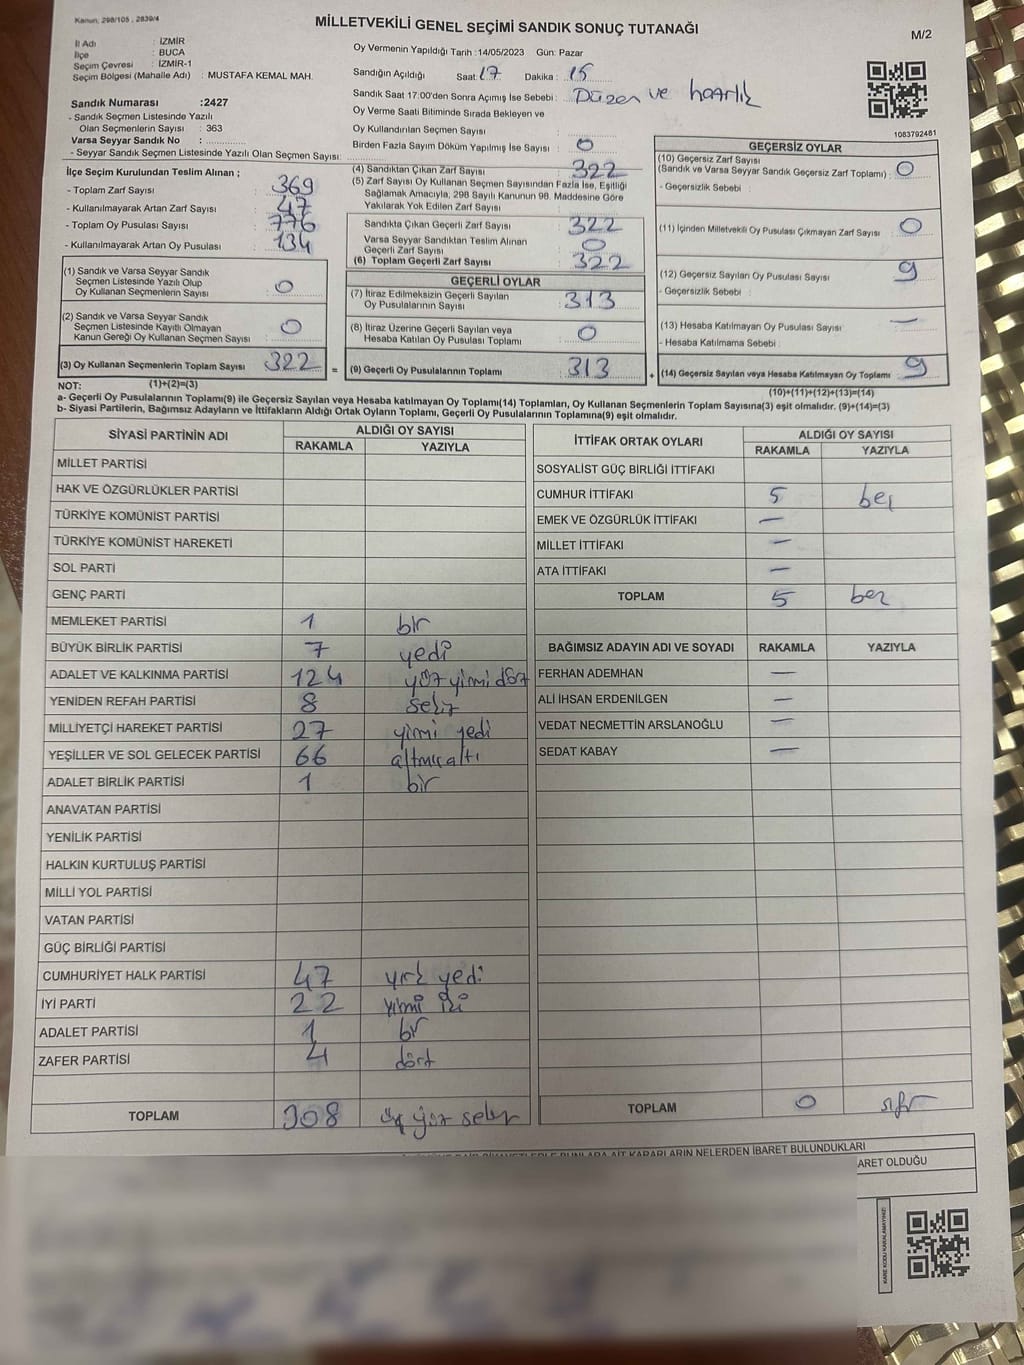 Kanun; 298/105 , 2839/4
MİLLETVEKİLİ GENEL SEÇİMİ SANDIK SONUÇ TUTANAĞI
M/2
İl Adı : İZMİR
İlçe : BUCA
Seçim Çevresi : İZMİR-1
Seçim Bölgesi (Mahalle Adı) : MUSTAFA KEMAL MAH.
Sandık Numarası :2427
- Sandık Seçmen Listesinde Yazılı
Olan Seçmenlerin Sayısı : 363
Varsa Seyyar Sandık No :
- Seyyar Sandık Seçmen Listesinde Yazılı Olan Seçmen Sayısı:
Oy Vermenin Yapıldığı Tarih :14/05/2023 Gün: Pazar
Sandığın Açıldığı Saat: 17 Dakika : 15
Sandık Saat 17:00'den Sonra Açımış İse Sebebi : Düzen ve hazırlık
Oy Verme Saati Bitiminde Sırada Bekleyen ve
Oy Kullandırılan Seçmen Sayısı :
Birden Fazla Sayım Döküm Yapılmış İse Sayısı : 0
1083792481
İlçe Seçim Kurulundan Teslim Alınan ;
- Toplam Zarf Sayısı : 369
- Kullanılmayarak Artan Zarf Sayısı : 47
- Toplam Oy Pusulası Sayısı : 776
- Kullanılmayarak Artan Oy Pusulası : 134
(1) Sandık ve Varsa Seyyar Sandık
Seçmen Listesinde Yazılı Olup
Oy Kullanan Seçmenlerin Sayısı : 0
(2) Sandık ve Varsa Seyyar Sandık
Seçmen Listesinde Kayıtlı Olmayan
Kanun Gereği Oy Kullanan Seçmen Sayısı : 0
(3) Oy Kullanan Seçmenlerin Toplam Sayısı : 322 =
(4) Sandıktan Çıkan Zarf Sayısı : 322
(5) Zarf Sayısı Oy Kullanan Seçmen Sayısından Fazla İse, Eşitliği
Sağlamak Amacıyla, 298 Sayılı Kanunun 98. Maddesine Göre
Yakılarak Yok Edilen Zarf Sayısı :
Sandıkta Çıkan Geçerli Zarf Sayısı : 322
Varsa Seyyar Sandıktan Teslim Alınan
Geçerli Zarf Sayısı : 0
(6) Toplam Geçerli Zarf Sayısı : 322
GEÇERLİ OYLAR
(7) İtiraz Edilmeksizin Geçerli Sayılan
Oy Pusulalarının Sayısı : 313
(8) İtiraz Üzerine Geçerli Sayılan veya
Hesaba Katılan Oy Pusulası Toplamı : 0
(9) Geçerli Oy Pusulalarının Toplamı : 313 +
GEÇERSİZ OYLAR
(10) Geçersiz Zarf Sayısı
(Sandık ve Varsa Seyyar Sandık Geçersiz Zarf Toplamı) : 0
- Geçersizlik Sebebi :
(11) İçinden Milletvekili Oy Pusulası Çıkmayan Zarf Sayısı : 0
(12) Geçersiz Sayılan Oy Pusulası Sayısı : 9
- Geçersizlik Sebebi :
(13) Hesaba Katılmayan Oy Pusulası Sayısı : —
- Hesaba Katılmama Sebebi :
(14) Geçersiz Sayılan veya Hesaba Katılmayan Oy Toplamı : 9
NOT: (1)+(2)=(3)
(10)+(11)+(12)+(13)=(14)
a- Geçerli Oy Pusulalarının Toplamı(9) ile Geçersiz Sayılan veya Hesaba katılmayan Oy Toplamı(14) Toplamları, Oy Kullanan Seçmenlerin Toplam Sayısına(3) eşit olmalıdır. (9)+(14)=(3)
b- Siyasi Partilerin, Bağımsız Adayların ve İttifakların Aldığı Ortak Oyların Toplamı, Geçerli Oy Pusulalarının Toplamına(9) eşit olmalıdır.
SİYASİ PARTİNİN ADI ALDIĞI OY SAYISI
RAKAMLA YAZIYLA
MİLLET PARTİSİ
HAK VE ÖZGÜRLÜKLER PARTİSİ
TÜRKİYE KOMÜNİST PARTİSİ
TÜRKİYE KOMÜNİST HAREKETİ
SOL PARTİ
GENÇ PARTİ
MEMLEKET PARTİSİ 1 bir
BÜYÜK BİRLİK PARTİSİ 7 yedi
ADALET VE KALKINMA PARTİSİ 124 yüz yirmi dört
YENİDEN REFAH PARTİSİ 8 sekiz
MİLLİYETÇİ HAREKET PARTİSİ 27 yirmi yedi
YEŞİLLER VE SOL GELECEK PARTİSİ 66 altmış altı
ADALET BİRLİK PARTİSİ 1 bir
ANAVATAN PARTİSİ
YENİLİK PARTİSİ
HALKIN KURTULUŞ PARTİSİ
MİLLİ YOL PARTİSİ
VATAN PARTİSİ
GÜÇ BİRLİĞİ PARTİSİ
CUMHURİYET HALK PARTİSİ 47 kırk yedi
İYİ PARTİ 22 yirmi iki
ADALET PARTİSİ 1 bir
ZAFER PARTİSİ 4 dört
TOPLAM 308 üç yüz sekiz
İTTİFAK ORTAK OYLARI ALDIĞI OY SAYISI
RAKAMLA YAZIYLA
SOSYALİST GÜÇ BİRLİĞİ İTTİFAKI
CUMHUR İTTİFAKI 5 beş
EMEK VE ÖZGÜRLÜK İTTİFAKI —
MİLLET İTTİFAKI —
ATA İTTİFAKI —
TOPLAM 5 beş
BAĞIMSIZ ADAYIN ADI VE SOYADI RAKAMLA YAZIYLA
FERHAN ADEMHAN —
ALİ İHSAN ERDENİLGEN —
VEDAT NECMETTİN ARSLANOĞLU —
SEDAT KABAY —
TOPLAM 0 sıfır
KARARLARIN NELERDEN İBARET BULUNDUKLARI
ARET OLDUĞU